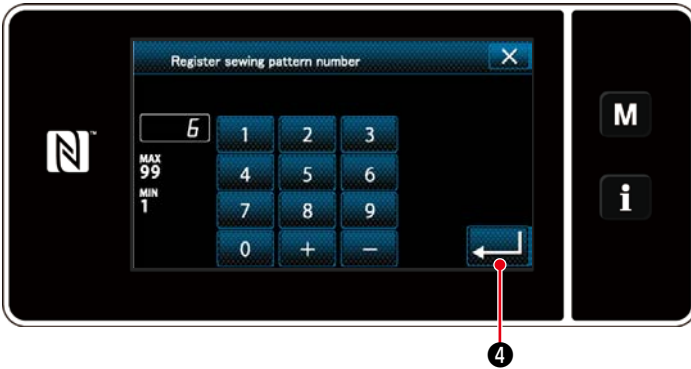 Register sewing pattern number
6
MAX
99
MIN
1
1 2 3
4 5 6
7 8 9
0 + −
M
i
4